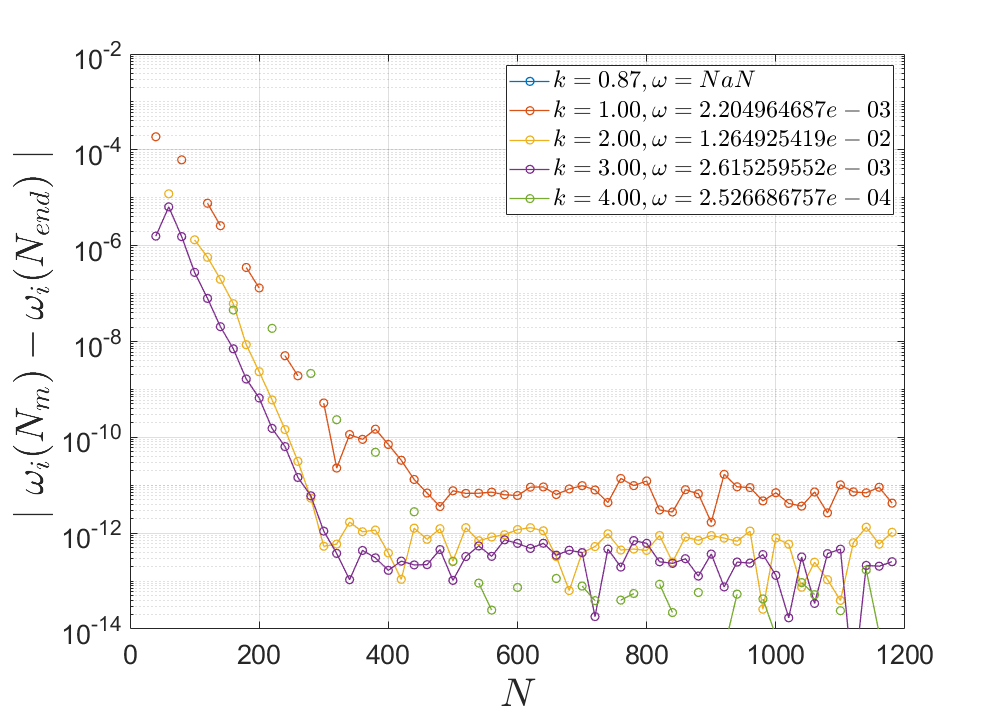 10^-2
10^-4
10^-6
10^-8
10^-10
10^-12
10^-14
| ω_i(N_m) − ω_i(N_end) |
k = 0.87, ω = NaN
k = 1.00, ω = 2.204964687e − 03
k = 2.00, ω = 1.264925419e − 02
k = 3.00, ω = 2.615259552e − 03
k = 4.00, ω = 2.526686757e − 04
0 200 400 600 800 1000 1200
N